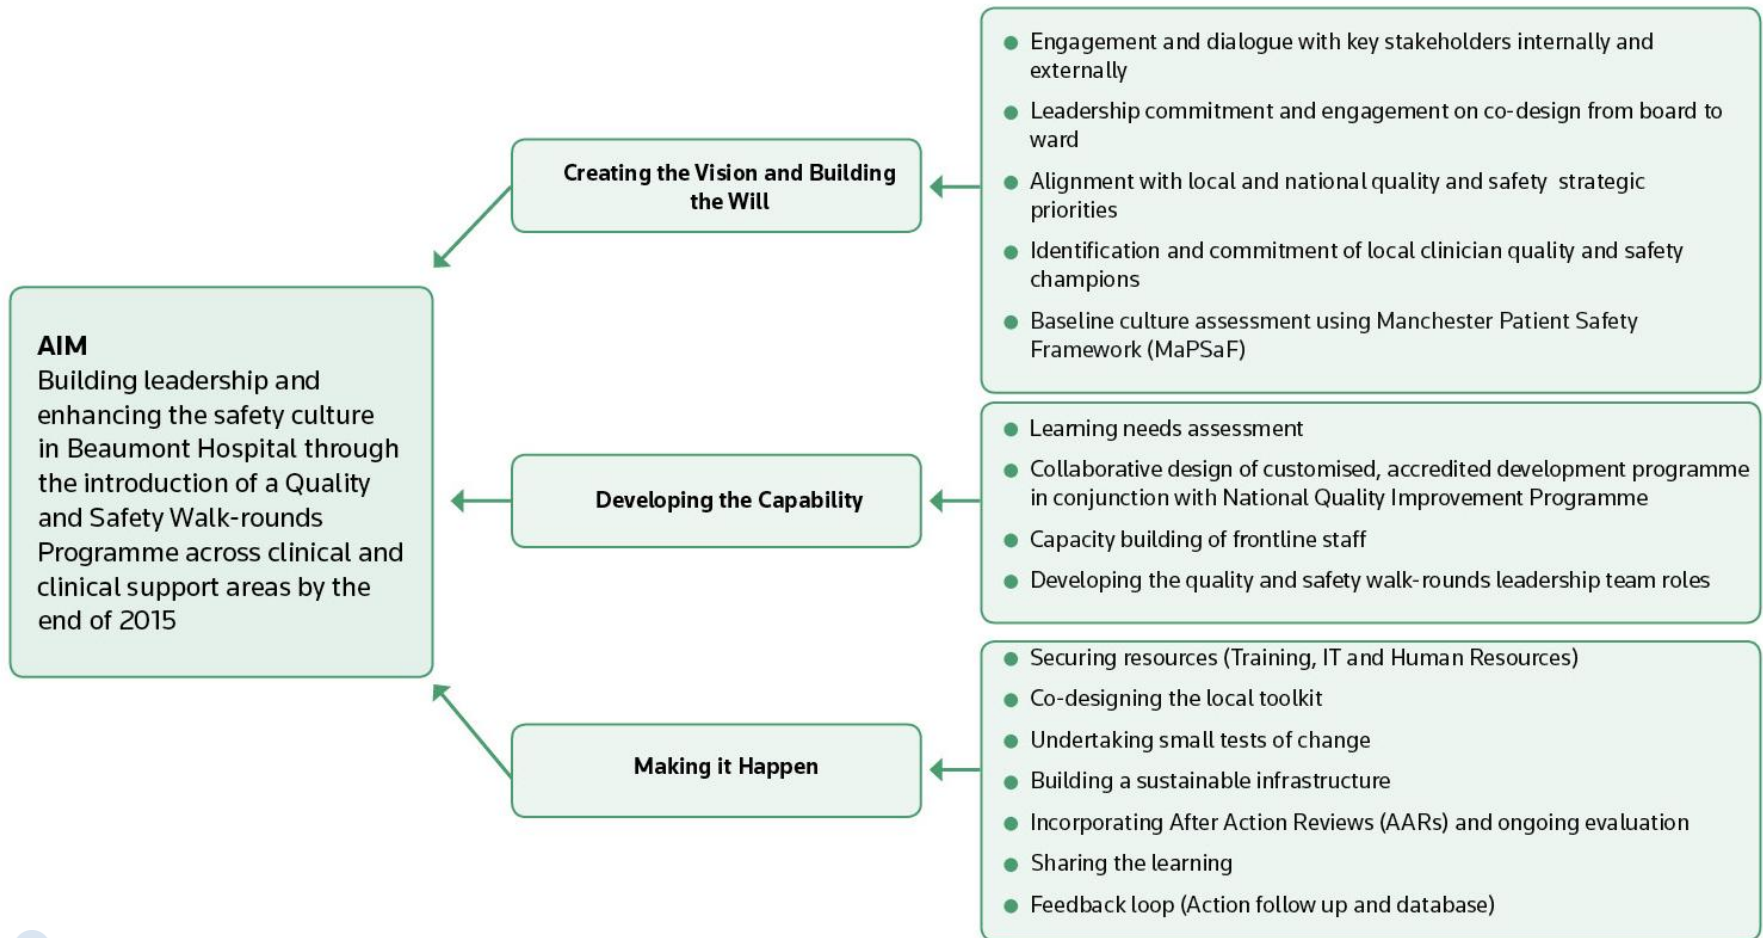 AIM
Building leadership and
enhancing the safety culture
in Beaumont Hospital through
the introduction of a Quality
and Safety Walk-rounds
Programme across clinical and
clinical support areas by the
end of 2015
Creating the Vision and Building
the Will
Developing the Capability
Making it Happen
● Engagement and dialogue with key stakeholders internally and
externally
● Leadership commitment and engagement on co-design from board to
ward
● Alignment with local and national quality and safety strategic
priorities
● Identification and commitment of local clinician quality and safety
champions
● Baseline culture assessment using Manchester Patient Safety
Framework (MaPSaF)
● Learning needs assessment
● Collaborative design of customised, accredited development programme
in conjunction with National Quality Improvement Programme
● Capacity building of frontline staff
● Developing the quality and safety walk-rounds leadership team roles
● Securing resources (Training, IT and Human Resources)
● Co-designing the local toolkit
● Undertaking small tests of change
● Building a sustainable infrastructure
● Incorporating After Action Reviews (AARs) and ongoing evaluation
● Sharing the learning
● Feedback loop (Action follow up and database)